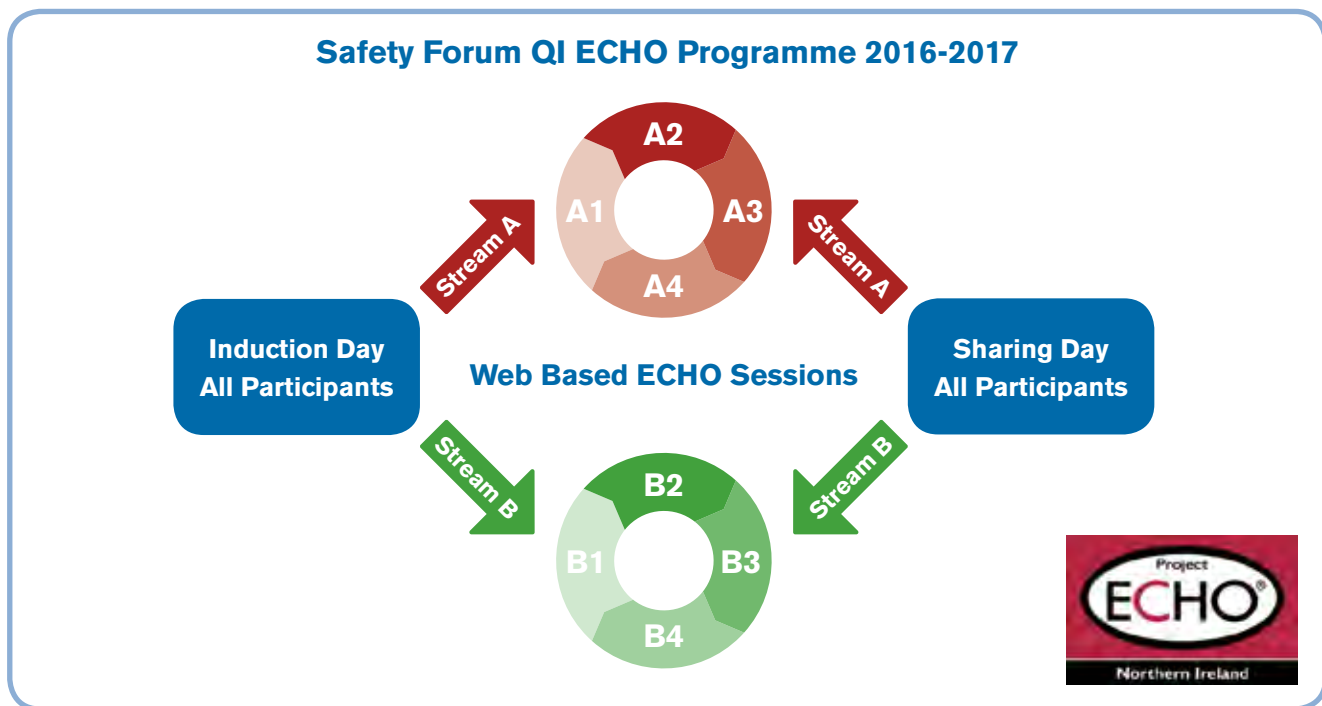 Safety Forum QI ECHO Programme 2016-2017
A2
A1
A3
A4
Stream A
Stream A
Induction Day
All Participants
Web Based ECHO Sessions
Sharing Day
All Participants
Stream B
Stream B
B2
B1
B3
B4
Project
ECHO®
Northern Ireland